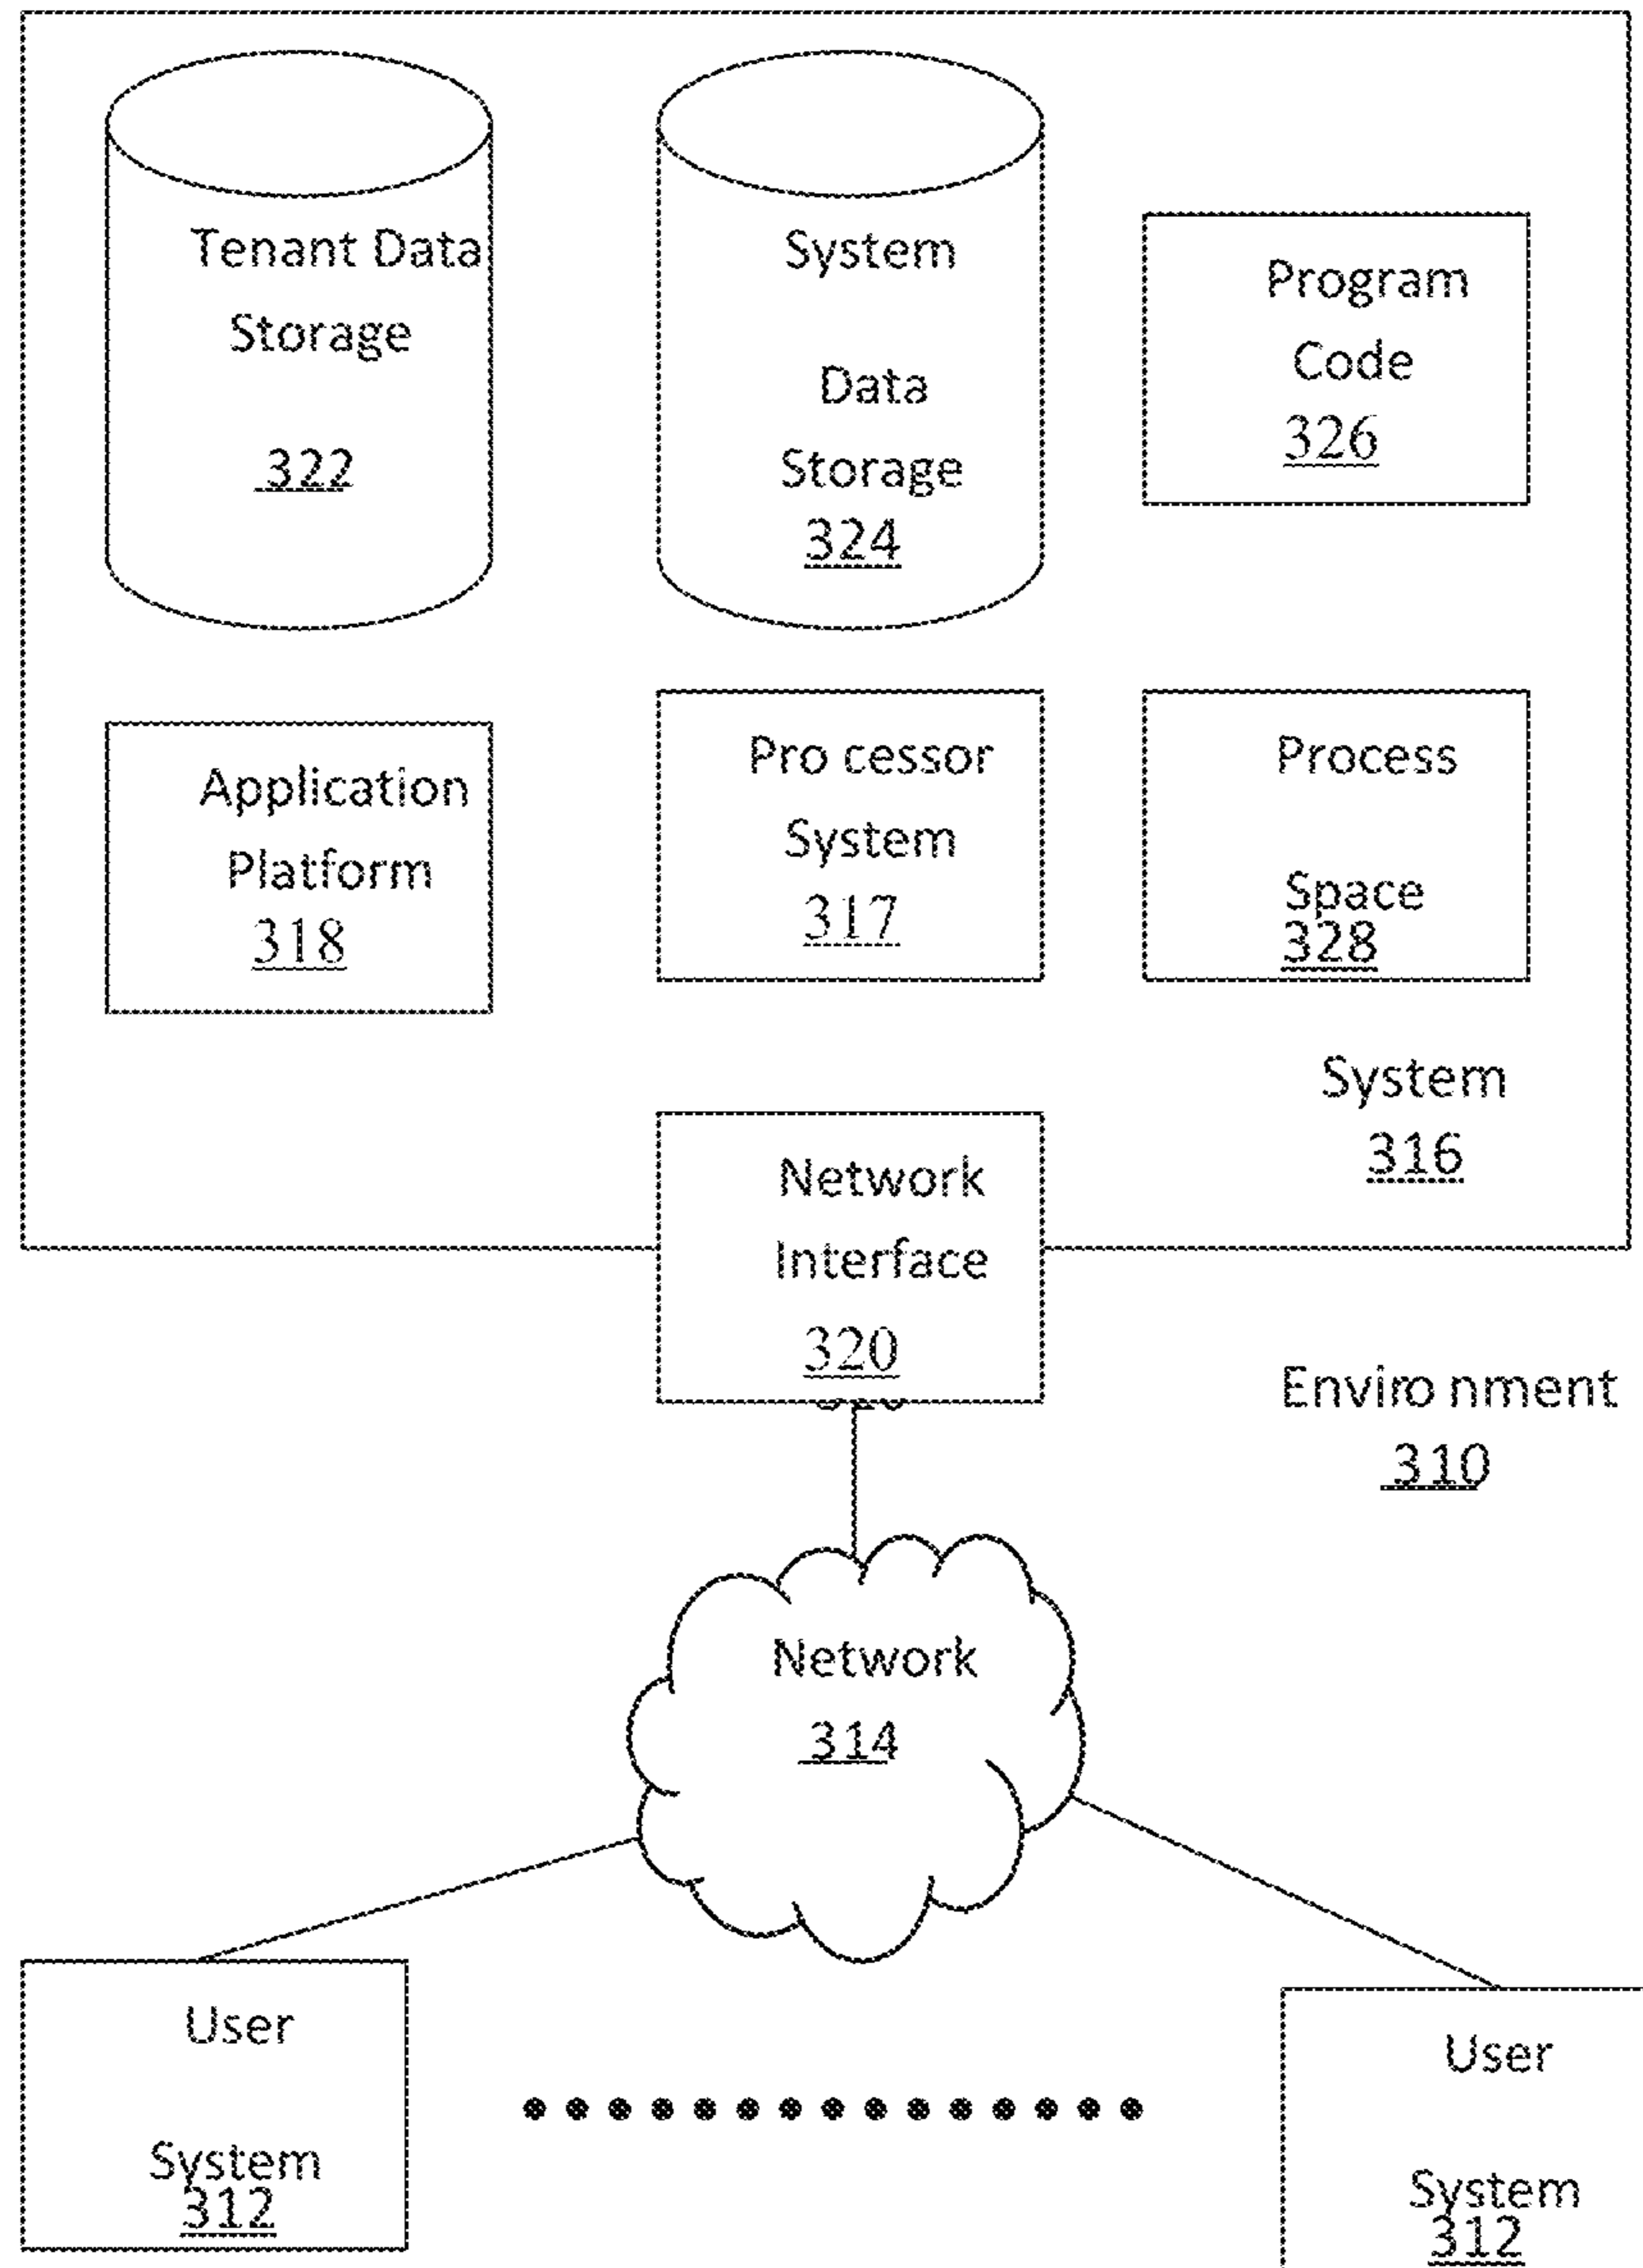 Tenant Data
Storage
322
System
Data
Storage
324
Program
Code
326
Application
Platform
318
Pro cessor
System
317
Process
Space
328
System
316
Network
Interface
320
Enviro nment
310
Network
314
User
System
312
User
System
312